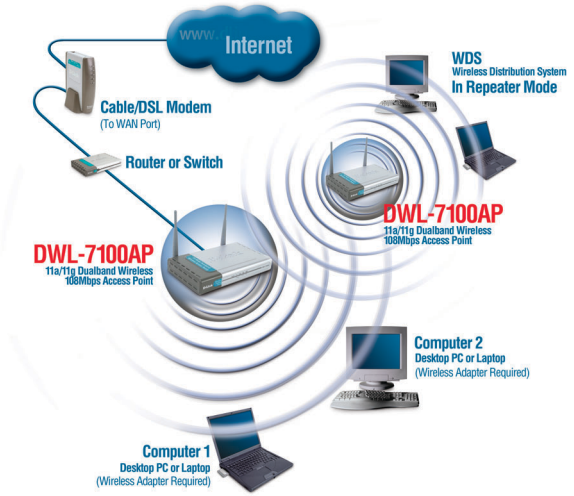 www.
Internet
WDS
Wireless Distribution System
In Repeater Mode
Cable/DSL Modem
(To WAN Port)
Router or Switch
DWL-7100AP
11a/11g Dualband Wireless
108Mbps Access Point
DWL-7100AP
11a/11g Dualband Wireless
108Mbps Access Point
Computer 2
Desktop PC or Laptop
(Wireless Adapter Required)
Computer 1
Desktop PC or Laptop
(Wireless Adapter Required)